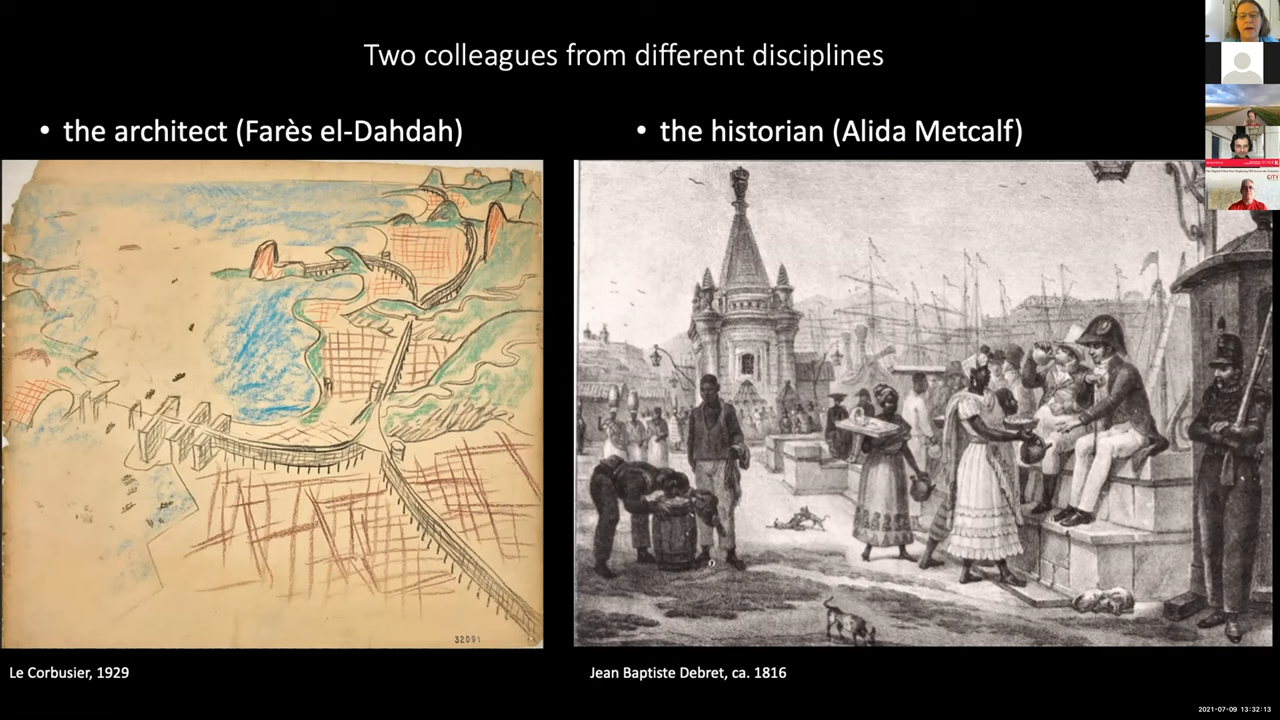 Two colleagues from different disciplines
• the architect (Farès el-Dahdah)
• the historian (Alida Metcalf)
32091
Le Corbusier, 1929
Jean Baptiste Debret, ca. 1816
CITY
2021-07-09 13:32:13